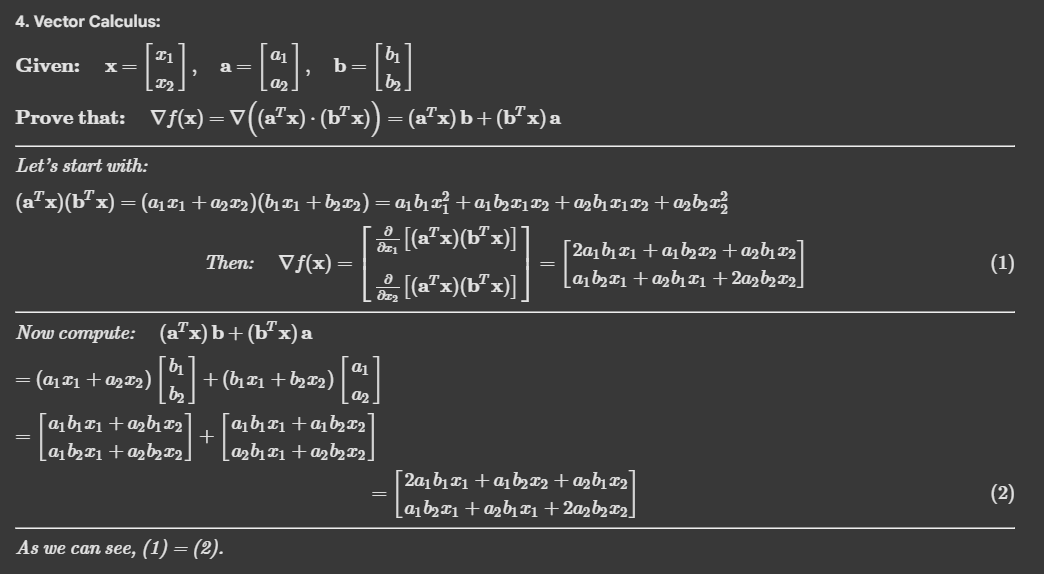 4. Vector Calculus:
Given: x = [x₁ x₂], a = [a₁ a₂], b = [b₁ b₂]
Prove that: ∇f(x) = ∇((aᵀx)·(bᵀx)) = (aᵀx) b + (bᵀx) a
Let's start with:
(aᵀx)(bᵀx) = (a₁x₁ + a₂x₂)(b₁x₁ + b₂x₂) = a₁b₁x₁² + a₁b₂x₁x₂ + a₂b₁x₁x₂ + a₂b₂x₂²
Then: ∇f(x) = [∂/∂x₁ [(aᵀx)(bᵀx)] ∂/∂x₂ [(aᵀx)(bᵀx)]] = [2a₁b₁x₁ + a₁b₂x₂ + a₂b₁x₂ a₁b₂x₁ + a₂b₁x₁ + 2a₂b₂x₂] (1)
Now compute: (aᵀx) b + (bᵀx) a
= (a₁x₁ + a₂x₂) [b₁ b₂] + (b₁x₁ + b₂x₂) [a₁ a₂]
= [a₁b₁x₁ + a₂b₁x₂ a₁b₂x₁ + a₂b₂x₂] + [a₁b₁x₁ + a₁b₂x₂ a₂b₁x₁ + a₂b₂x₂]
= [2a₁b₁x₁ + a₁b₂x₂ + a₂b₁x₂ a₁b₂x₁ + a₂b₁x₁ + 2a₂b₂x₂] (2)
As we can see, (1) = (2).